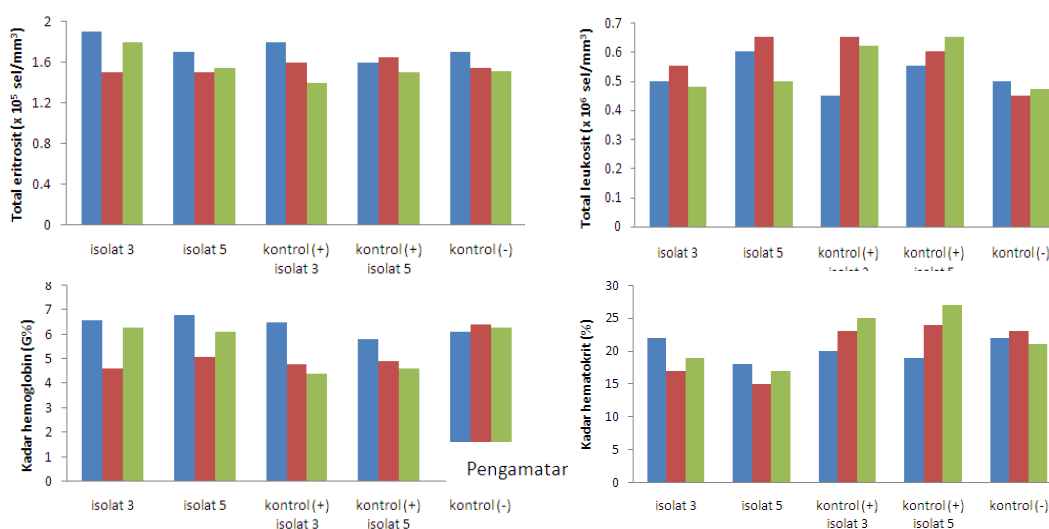 Total eritrosit (x 10⁵ sel/mm³)
2
1.6
1.2
0.8
0.4
0
isolat 3 isolat 5 kontrol (+) kontrol (+) kontrol (-)
isolat 3 isolat 5
Total leukosit (x 10⁶ sel/mm³)
0.7
0.6
0.5
0.4
0.3
0.2
0.1
0
isolat 3 isolat 5 kontrol (+) kontrol (+) kontrol (-)
Kadar hemoglobin (G%)
8
7
6
5
4
3
2
1
0
Pengamatan
isolat 3 isolat 5 kontrol (+) kontrol (+) kontrol (-)
isolat 3 isolat 5
Kadar hematokrit (%)
30
25
20
15
10
5
0
isolat 3 isolat 5 kontrol (+) kontrol (+) kontrol (-)
isolat 3 isolat 5